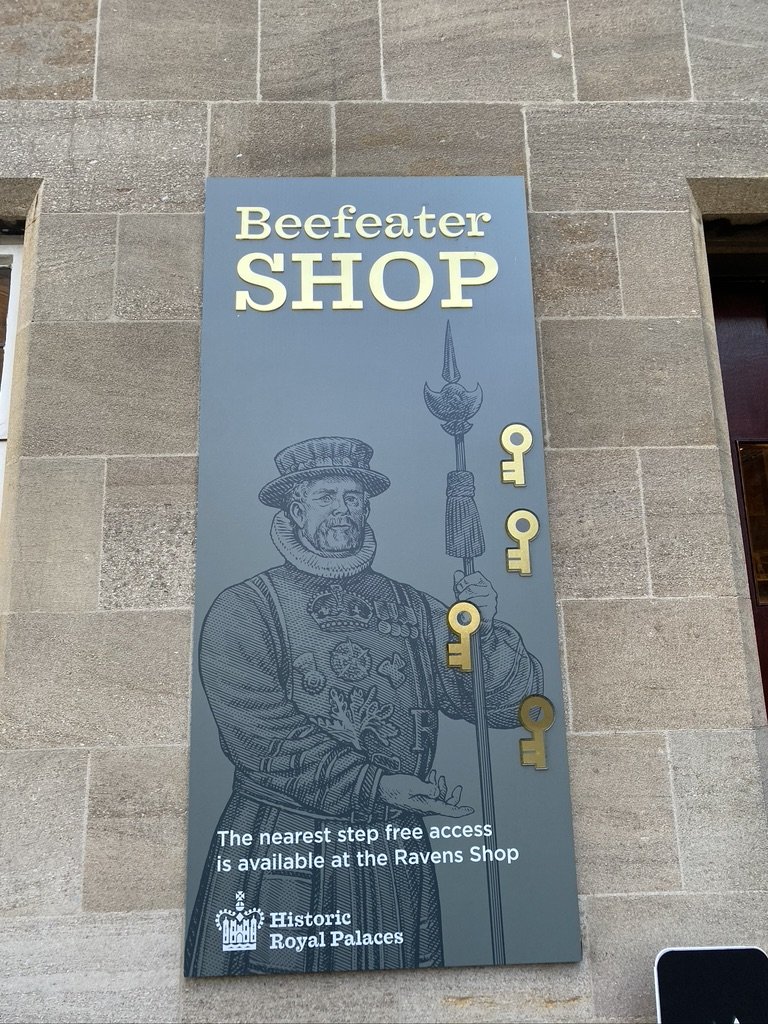 Beefeater
SHOP
The nearest step free access
is available at the Ravens Shop
Historic
Royal Palaces